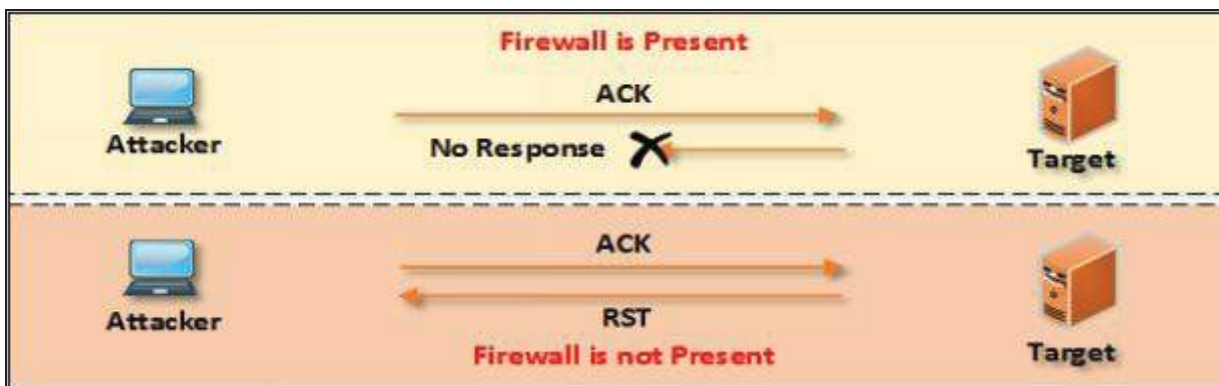 Firewall is Present
ACK
Attacker
No Response
Target
ACK
Attacker
RST
Target
Firewall is not Present